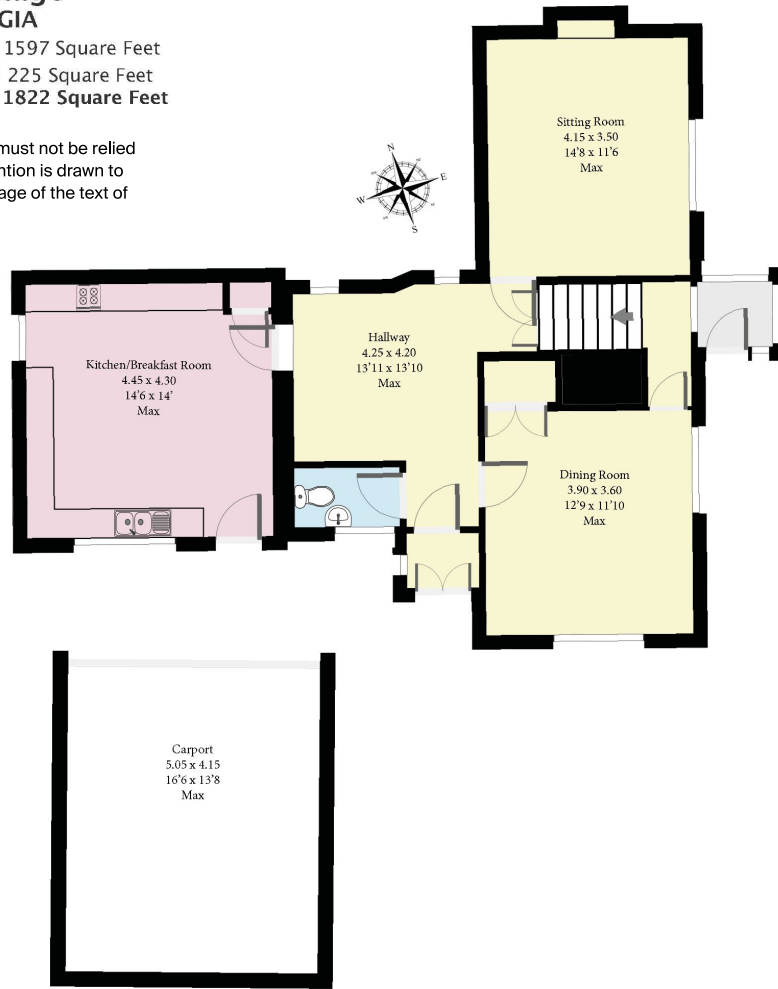 GIA
1597 Square Feet
225 Square Feet
1822 Square Feet
must not be relied
ntion is drawn to
age of the text of
N
E
W
S
Sitting Room
4.15 x 3.50
14'8 x 11'6
Max
Hallway
4.25 x 4.20
13'11 x 13'10
Max
Kitchen/Breakfast Room
4.45 x 4.30
14'6 x 14'
Max
Dining Room
3.90 x 3.60
12'9 x 11'10
Max
Carport
5.05 x 4.15
16'6 x 13'8
Max